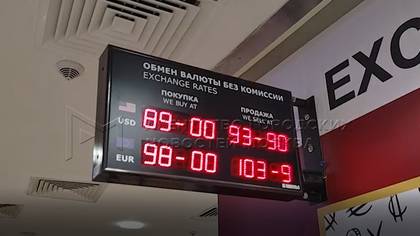 EXC
ОБМЕН ВАЛЮТЫ БЕЗ КОМИССИИ
EXCHANGE RATES
ПОКУПКА ПРОДАЖА
WE BUY AT WE SELL AT
USD 89-00 93-90
EUR 98-00 103-9